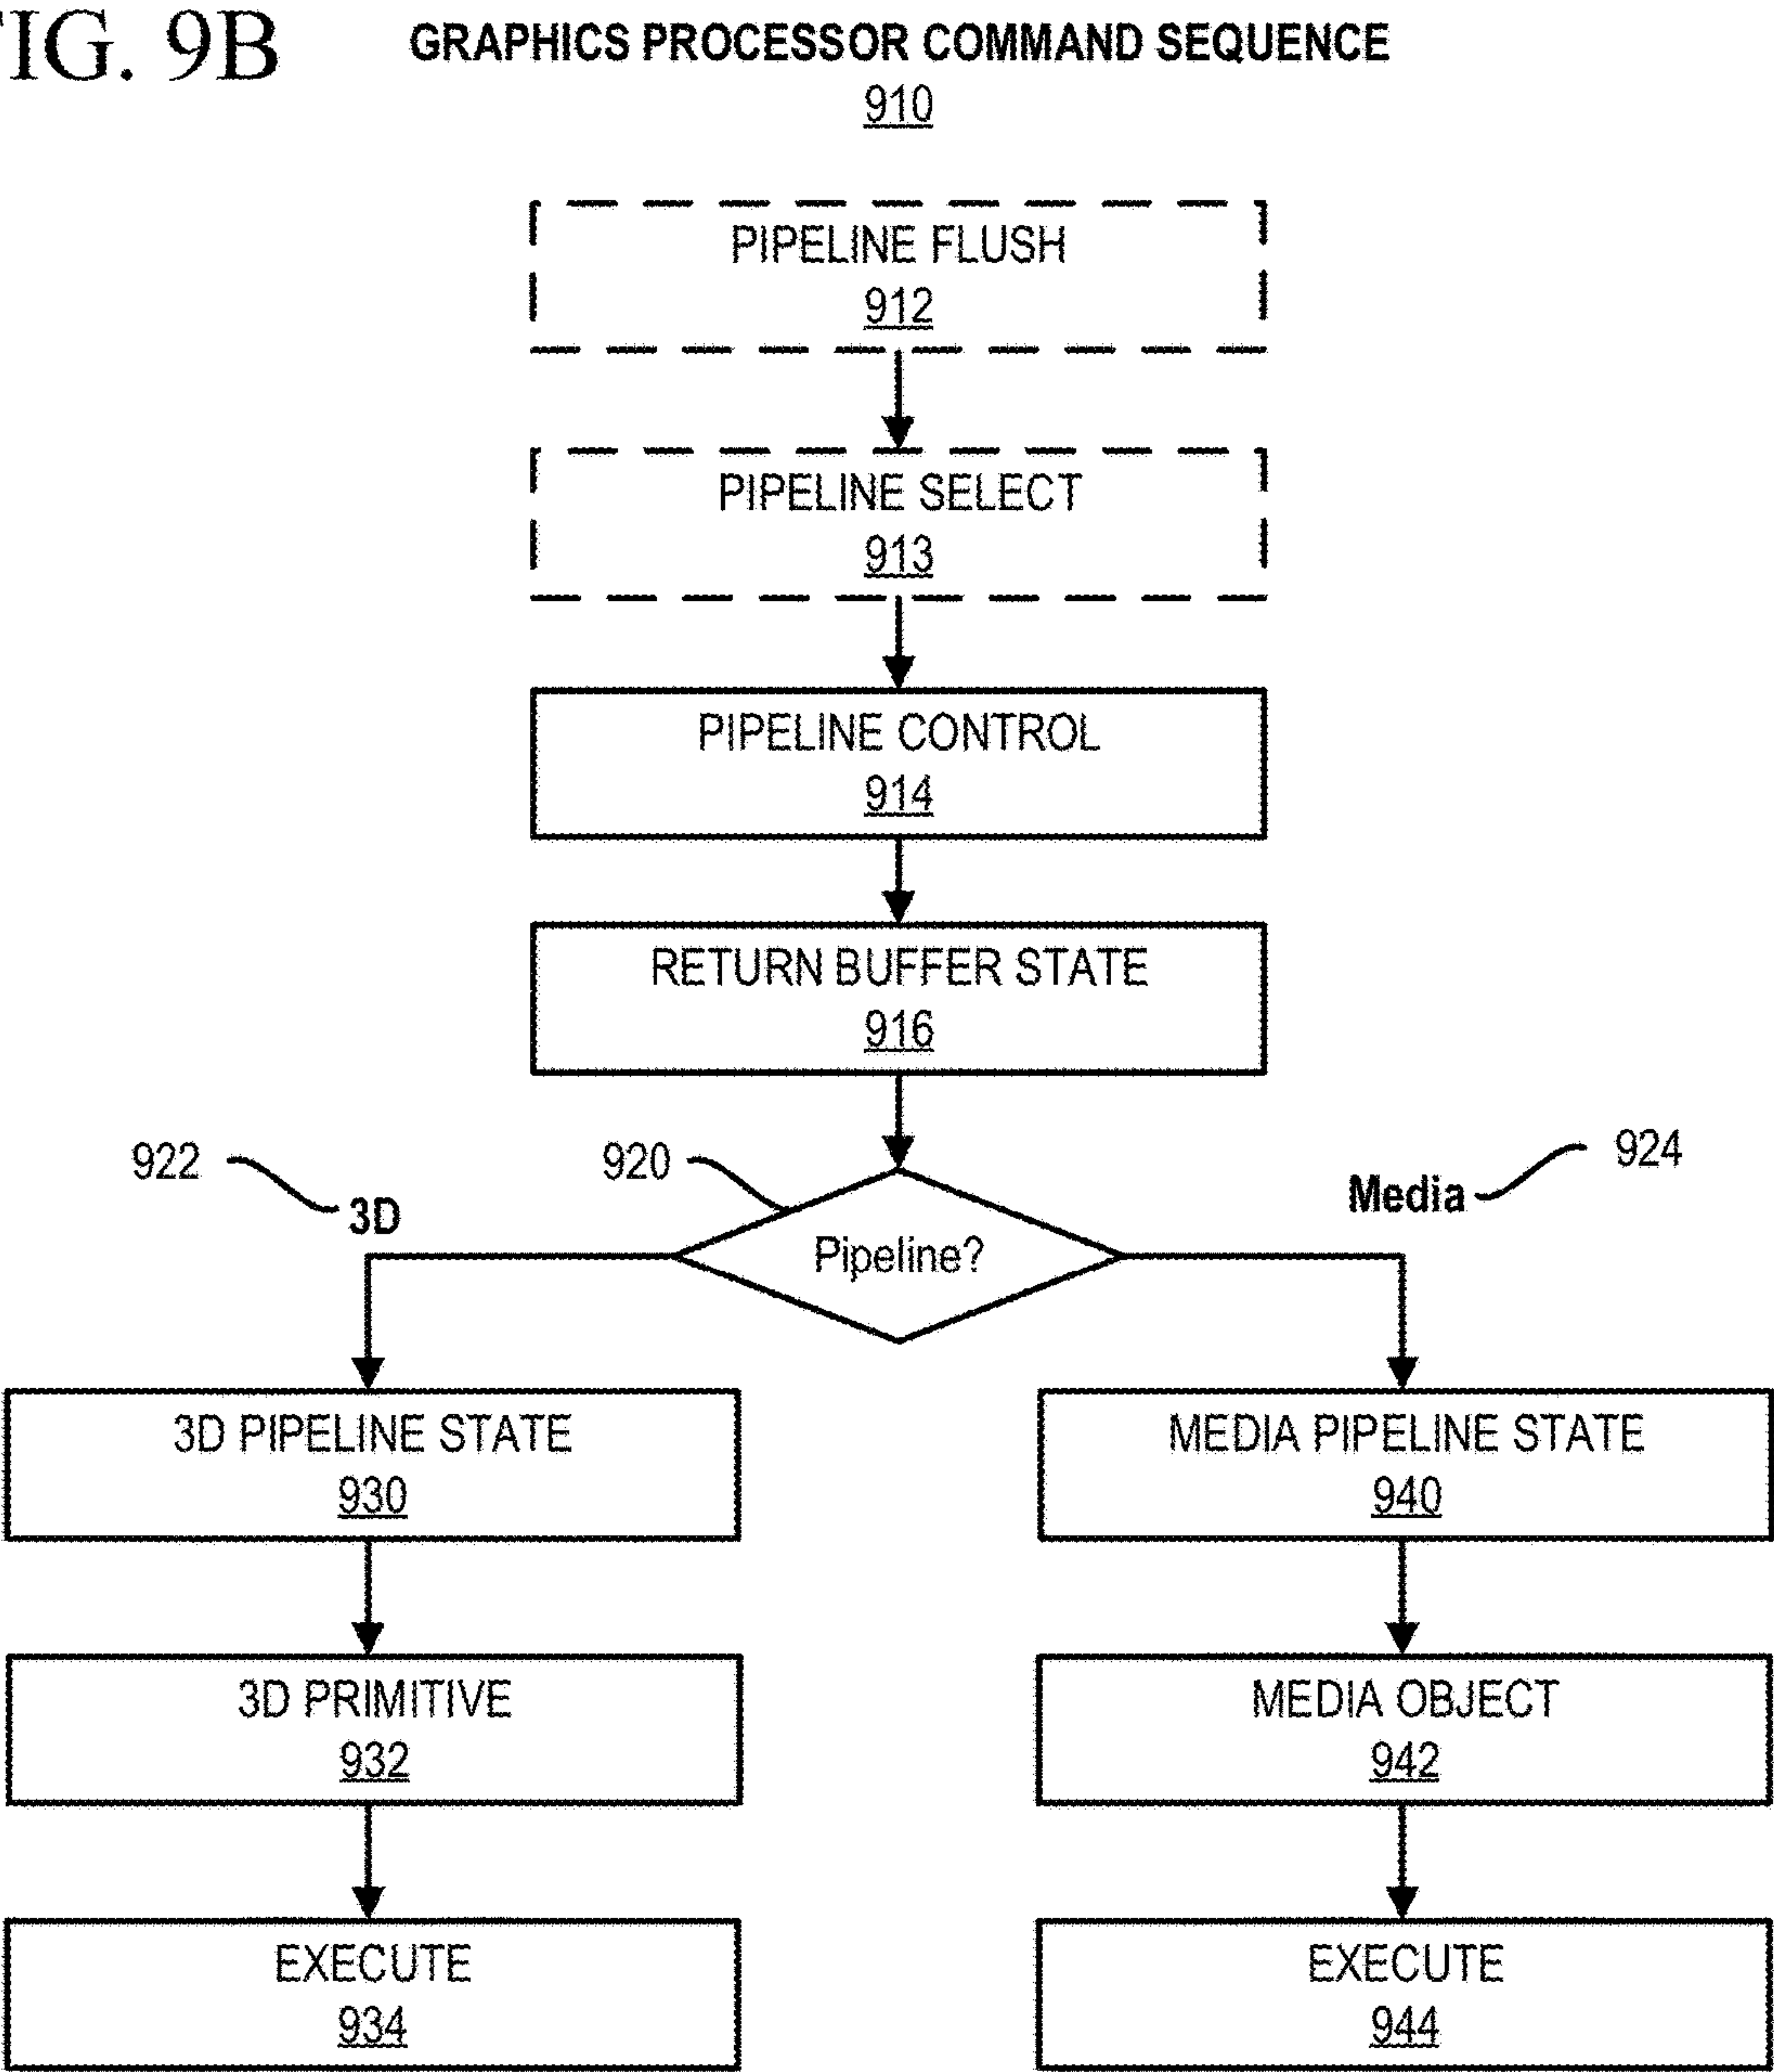 FIG. 9B
GRAPHICS PROCESSOR COMMAND SEQUENCE
910
PIPELINE FLUSH
912
PIPELINE SELECT
913
PIPELINE CONTROL
914
RETURN BUFFER STATE
916
922
3D
920
Pipeline?
Media
924
3D PIPELINE STATE
930
MEDIA PIPELINE STATE
940
3D PRIMITIVE
932
MEDIA OBJECT
942
EXECUTE
934
EXECUTE
944